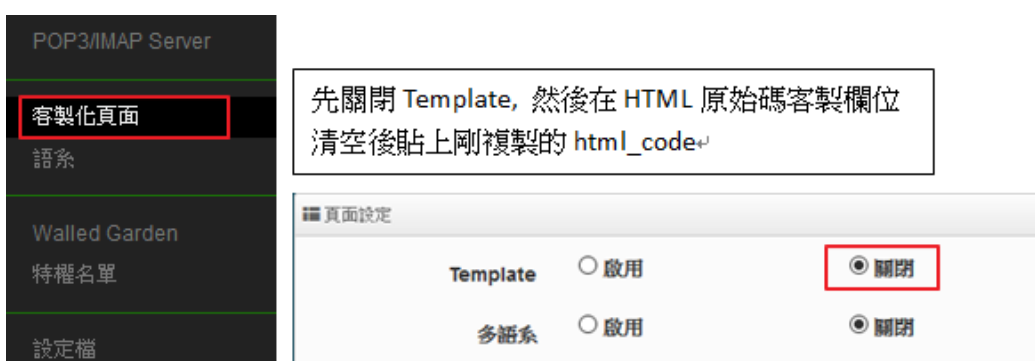 POP3/IMAP Server
客製化頁面
語系
Walled Garden
特權名單
設定檔
先關閉 Template, 然後在 HTML 原始碼客製欄位
清空後貼上剛複製的 html_code
頁面設定
Template 啟用 關閉
多語系 啟用 關閉